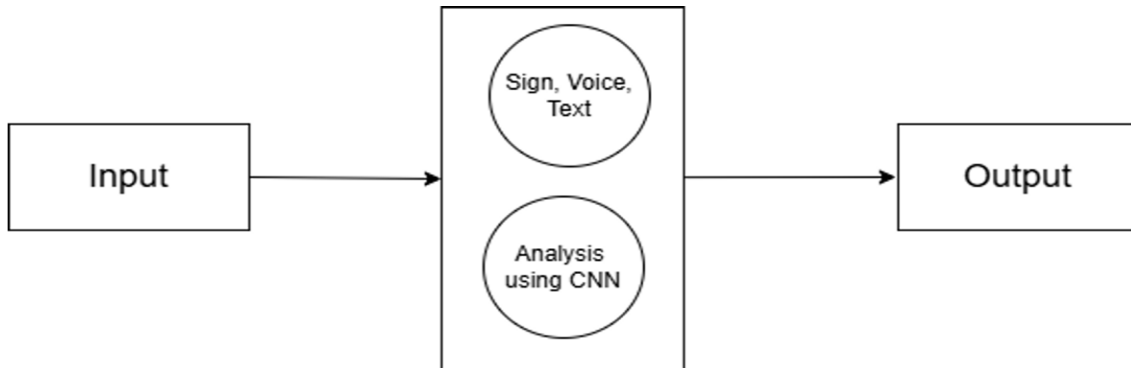 Input
Sign, Voice,
Text
Analysis
using CNN
Output